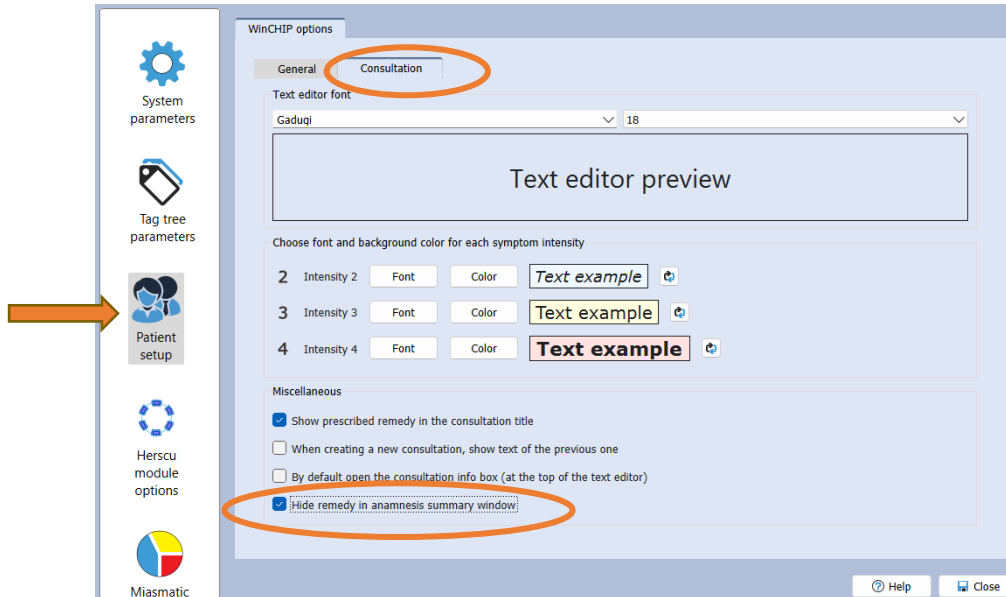 WinCHIP options
General
Consultation
System
parameters
Tag tree
parameters
Patient
setup
Herscu
module
options
Miasmatic
Text editor font
Gaduqi
18
Text editor preview
Choose font and background color for each symptom intensity
2 Intensity 2 Font Color Text example
3 Intensity 3 Font Color Text example
4 Intensity 4 Font Color Text example
Miscellaneous
Show prescribed remedy in the consultation title
When creating a new consultation, show text of the previous one
By default open the consultation info box (at the top of the text editor)
Hide remedy in anamnesis summary window
Help
Close